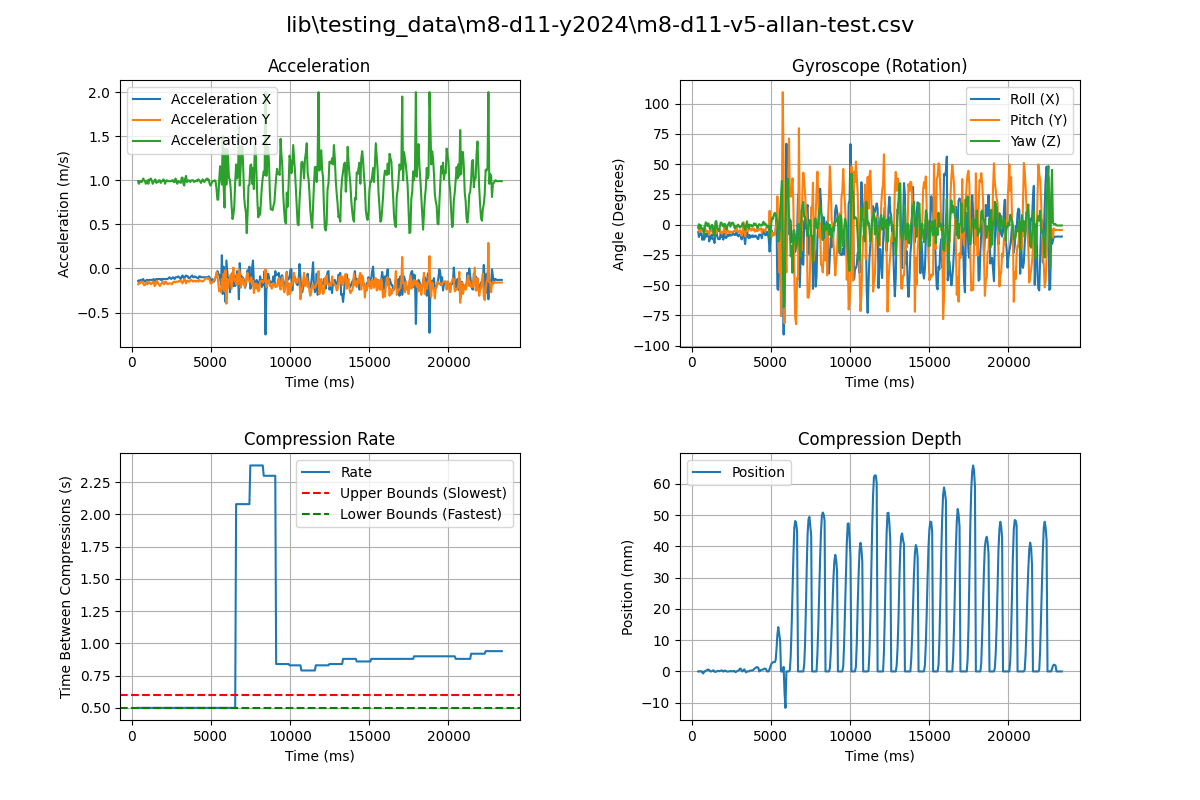 lib\testing_data\m8-d11-y2024\m8-d11-v5-allan-test.csv
Acceleration
Acceleration (m/s)
2.0
1.5
1.0
0.5
0.0
−0.5
Acceleration X
Acceleration Y
Acceleration Z
0 5000 10000 15000 20000
Time (ms)
Gyroscope (Rotation)
Angle (Degrees)
100
75
50
25
0
−25
−50
−75
−100
Roll (X)
Pitch (Y)
Yaw (Z)
0 5000 10000 15000 20000
Time (ms)
Compression Rate
Time Between Compressions (s)
2.25
2.00
1.75
1.50
1.25
1.00
0.75
0.50
Rate
Upper Bounds (Slowest)
Lower Bounds (Fastest)
0 5000 10000 15000 20000
Time (ms)
Compression Depth
Position (mm)
60
50
40
30
20
10
0
−10
Position
0 5000 10000 15000 20000
Time (ms)